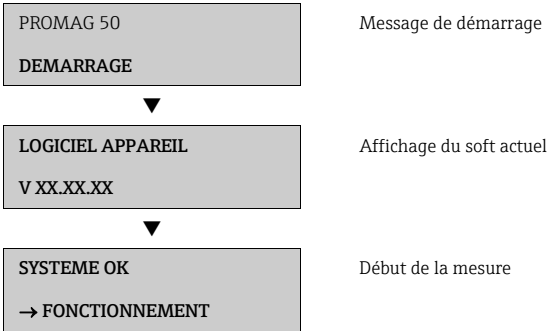 PROMAG 50
Message de démarrage
DEMARRAGE
▼
LOGICIEL APPAREIL
Affichage du soft actuel
V XX.XX.XX
▼
SYSTEME OK
Début de la mesure
→ FONCTIONNEMENT